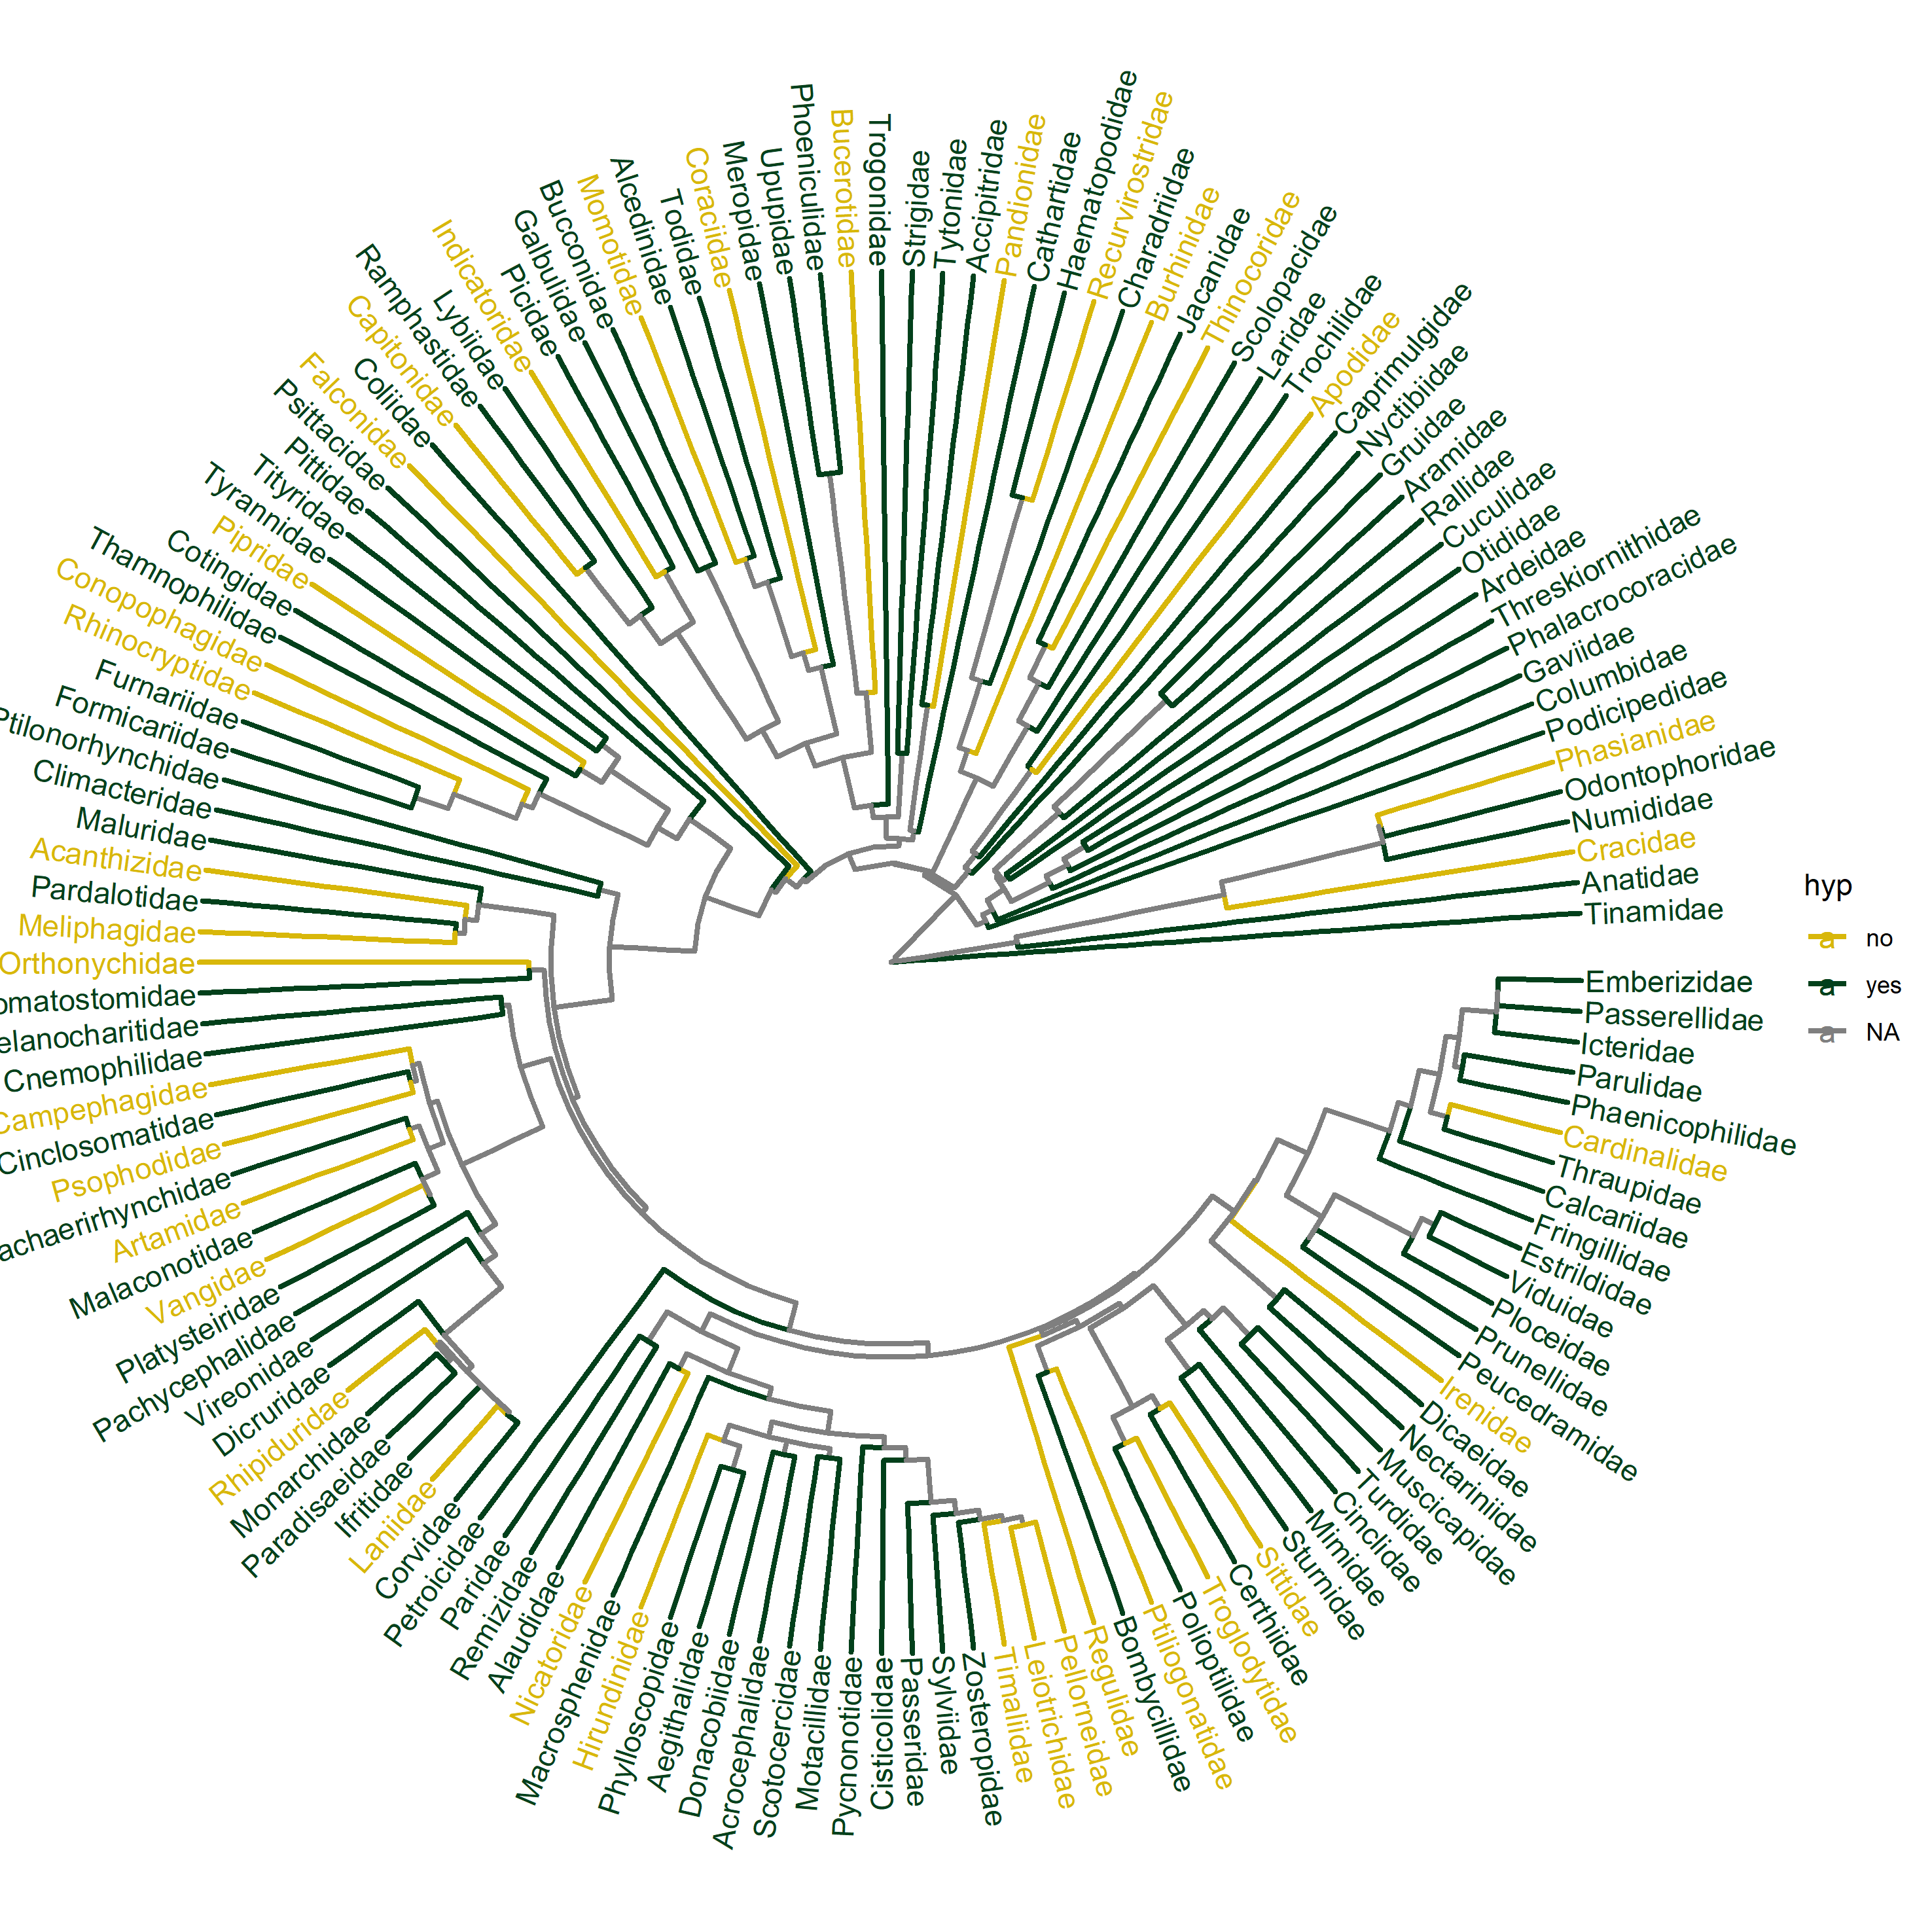 Phoeniculidae
Bucerotidae
Trogonidae
Strigidae
Tytonidae
Accipitridae
Pandionidae
Cathartidae
Haematopodidae
Recurvirostridae
Charadriidae
Burhinidae
Jacanidae
Thinocoridae
Scolopacidae
Laridae
Trochilidae
Apodidae
Caprimulgidae
Nyctibiidae
Gruidae
Aramidae
Rallidae
Cuculidae
Otididae
Ardeidae
Threskiornithidae
Phalacrocoracidae
Gaviidae
Columbidae
Podicipedidae
Phasianidae
Odontophoridae
Numididae
Cracidae
Anatidae
Tinamidae
Emberizidae
Passerellidae
Icteridae
Parulidae
Phaenicophilidae
Cardinalidae
Thraupidae
Calcariidae
Fringillidae
Estrildidae
Viduidae
Ploceidae
Prunellidae
Peucedramidae
Irenidae
Dicaeidae
Nectariniidae
Muscicapidae
Turdidae
Cinclidae
Mimidae
Sturnidae
Sittidae
Certhiidae
Troglodytidae
Polioptilidae
Ptiliogonatidae
Bombycillidae
Regulidae
Pellorneidae
Leiotrichidae
Timaliidae
Zosteropidae
Sylviidae
Passeridae
Cisticolidae
Pycnonotidae
Motacillidae
Scotocercidae
Acrocephalidae
Donacobiidae
Aegithalidae
Phylloscopidae
Hirundinidae
Macrosphenidae
Nicatoridae
Alaudidae
Remizidae
Paridae
Petroicidae
Corvidae
Laniidae
Ifritidae
Paradisaeidae
Monarchidae
Rhipiduridae
Dicruridae
Vireonidae
Pachycephalidae
Platysteiridae
Vangidae
Malaconotidae
Artamidae
achaerirhynchidae
Psophodidae
Cinclosomatidae
Campephagidae
Cnemophilidae
elanocharitidae
omatostomidae
Orthonychidae
Meliphagidae
Pardalotidae
Acanthizidae
Maluridae
Climacteridae
Ptilonorhynchidae
Formicariidae
Furnariidae
Rhinocryptidae
Conopophagidae
Thamnophilidae
Cotingidae
Pipridae
Tyrannidae
Tityridae
Pittidae
Psittacidae
Falconidae
Coliidae
Capitonidae
Ramphastidae
Lybiidae
Indicatoridae
Picidae
Galbulidae
Bucconidae
Momotidae
Alcedinidae
Todidae
Coraciidae
Meropidae
Upupidae
hyp
a no
a yes
a NA